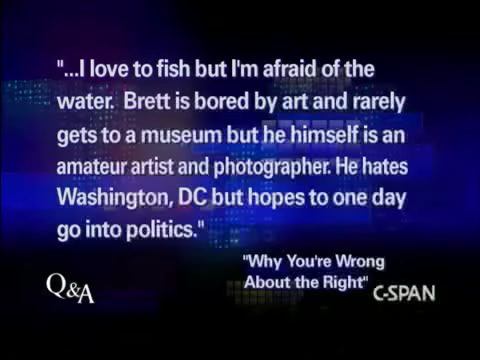 "...I love to fish but I'm afraid of the
water. Brett is bored by art and rarely
gets to a museum but he himself is an
amateur artist and photographer. He hates
Washington, DC but hopes to one day
go into politics."
"Why You're Wrong
About the Right"
Q&A
C-SPAN